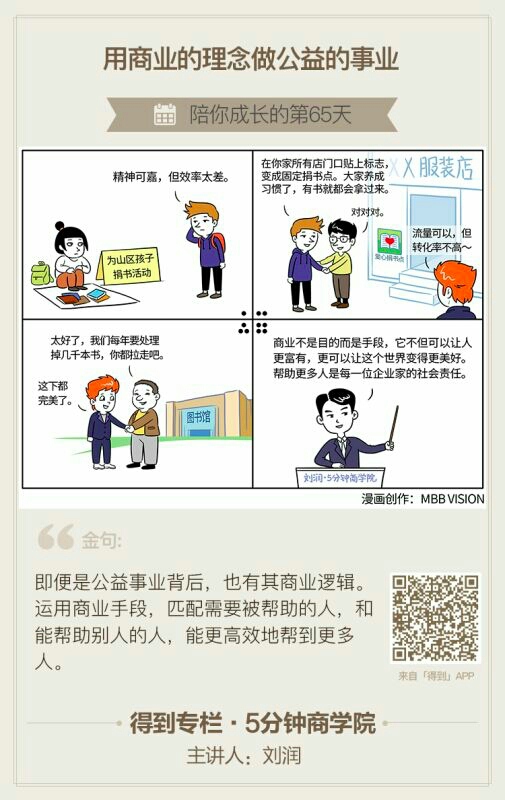 用商业的理念做公益的事业
陪你成长的第65天
精神可嘉，但效率太差。
为山区孩子
捐书活动
在你家所有店门口贴上标志，
变成固定捐书点。大家养成
习惯了，有书就都会拿过来。
对对对。
X X 服装店
爱心捐书点
流量可以，但
转化率不高～
太好了，我们每年要处理
掉几千本书，你都拉走吧。
这下都
完美了。
图书馆
商业不是目的而是手段，它不但可以让人
更富有，更可以让这个世界变得更美好。
帮助更多人是每一位企业家的社会责任。
刘润·5分钟商学院
漫画创作：MBB VISION
金句:
即便是公益事业背后，也有其商业逻辑。
运用商业手段，匹配需要被帮助的人，和
能帮助别人的人，能更高效地帮到更多
人。
来自「得到」APP
得到专栏·5分钟商学院
主讲人：刘润